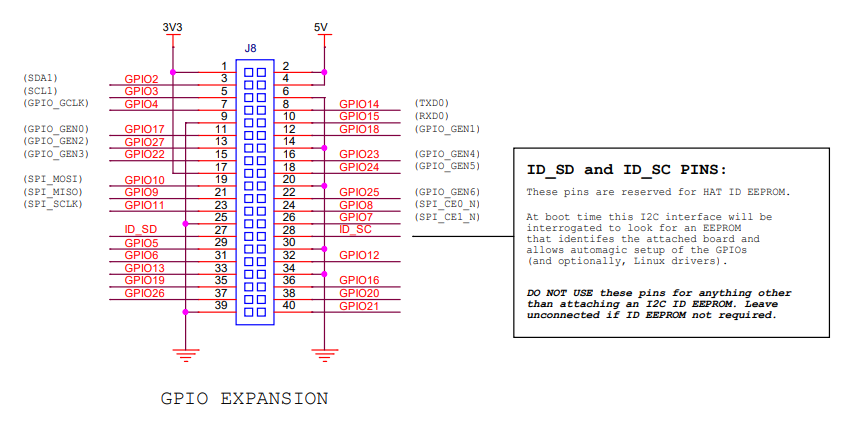 3V3 5V
J8
1 2
(SDA1) GPIO2 3 4
(SCL1) GPIO3 5 6
(GPIO_GCLK) GPIO4 7 8 GPIO14 (TXD0)
9 10 GPIO15 (RXD0)
(GPIO_GEN0) GPIO17 11 12 GPIO18 (GPIO_GEN1)
(GPIO_GEN2) GPIO27 13 14
(GPIO_GEN3) GPIO22 15 16 GPIO23 (GPIO_GEN4)
17 18 GPIO24 (GPIO_GEN5)
(SPI_MOSI) GPIO10 19 20
(SPI_MISO) GPIO9 21 22 GPIO25 (GPIO_GEN6)
(SPI_SCLK) GPIO11 23 24 GPIO8 (SPI_CE0_N)
25 26 GPIO7 (SPI_CE1_N)
ID_SD 27 28 ID_SC
GPIO5 29 30
GPIO6 31 32 GPIO12
GPIO13 33 34
GPIO19 35 36 GPIO16
GPIO26 37 38 GPIO20
39 40 GPIO21
ID_SD and ID_SC PINS:
These pins are reserved for HAT ID EEPROM.
At boot time this I2C interface will be
interrogated to look for an EEPROM
that identifes the attached board and
allows automagic setup of the GPIOs
(and optionally, Linux drivers).
DO NOT USE these pins for anything other
than attaching an I2C ID EEPROM. Leave
unconnected if ID EEPROM not required.
GPIO EXPANSION